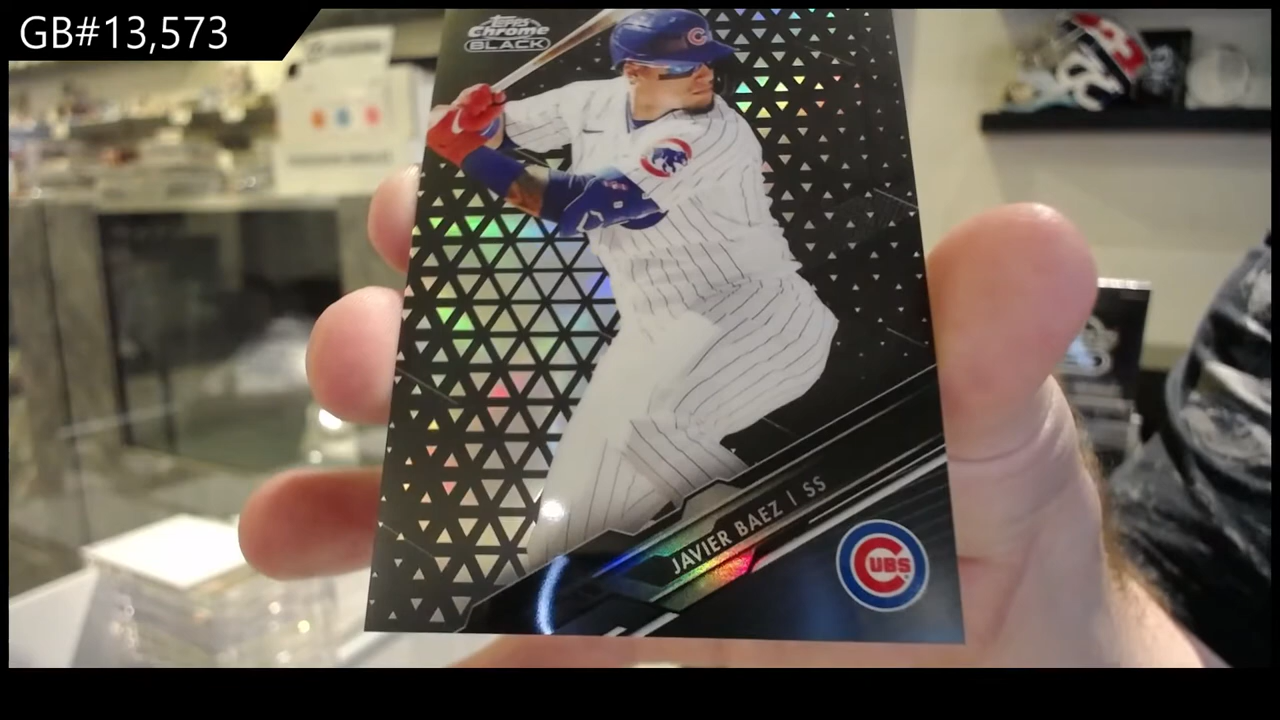 GB#13,573
Topps
Chrome
BLACK
C
JAVIER BAEZ | SS
CUBS